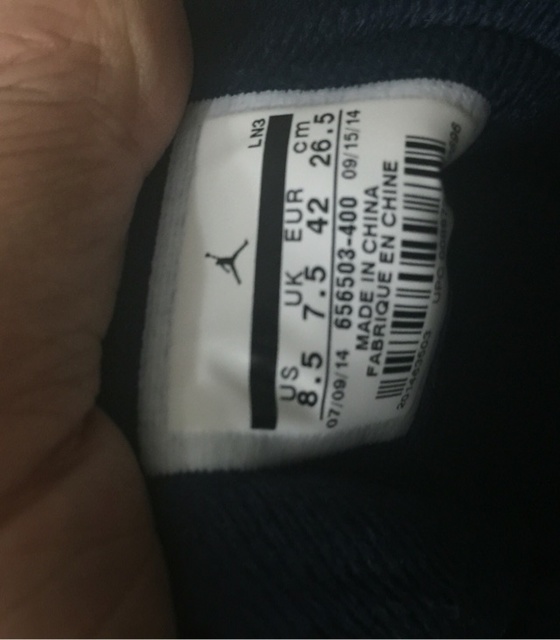 LN3
US UK EUR cm
8.5 7.5 42 26.5
07/09/14 656503-400 09/15/14
MADE IN CHINA
FABRIQUE EN CHINE